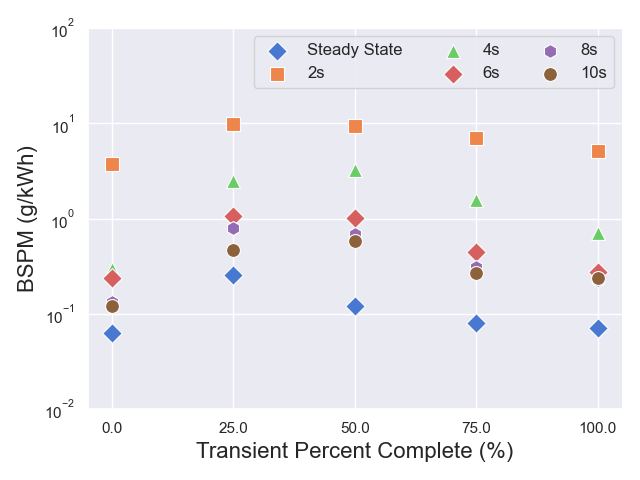 10²
Steady State
2s
4s
6s
8s
10s
10¹
10⁰
10⁻¹
10⁻²
BSPM (g/kWh)
0.0 25.0 50.0 75.0 100.0
Transient Percent Complete (%)